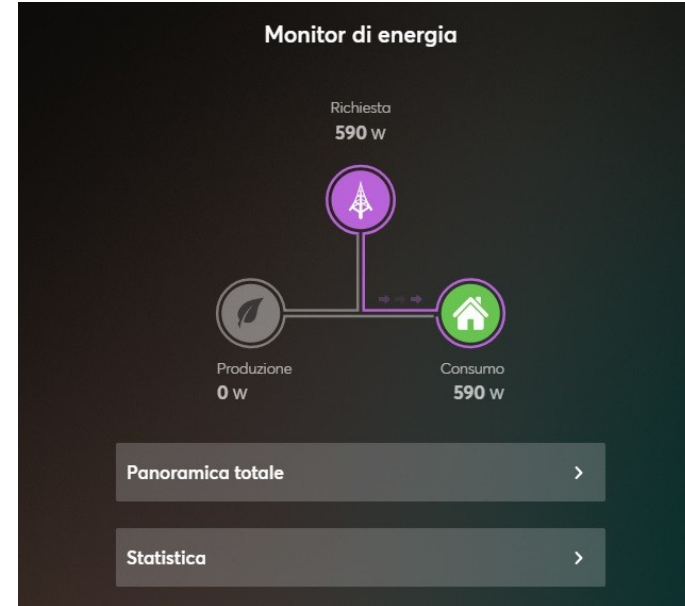 Monitor di energia
Richiesta
590 W
Produzione
0 W
Consumo
590 W
Panoramica totale
Statistica